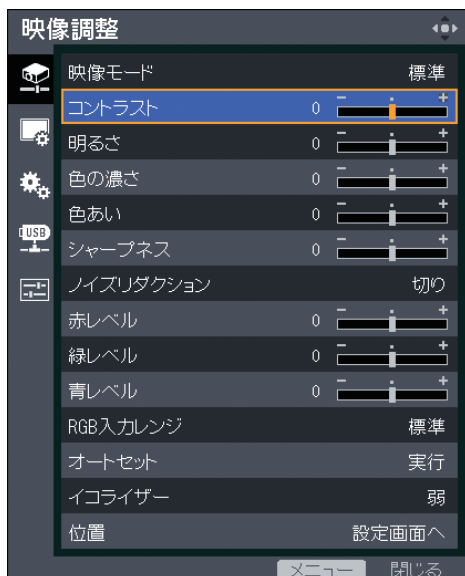 映像調整
映像モード 標準
コントラスト 0 - +
明るさ 0 - +
色の濃さ 0 - +
色あい 0 - +
USB
シャープネス 0 - +
ノイズリダクション 切り
赤レベル 0 - +
緑レベル 0 - +
青レベル 0 - +
RGB入力レンジ 標準
オートセット 実行
イコライザー 弱
位置 設定画面へ
メニュー 閉じる